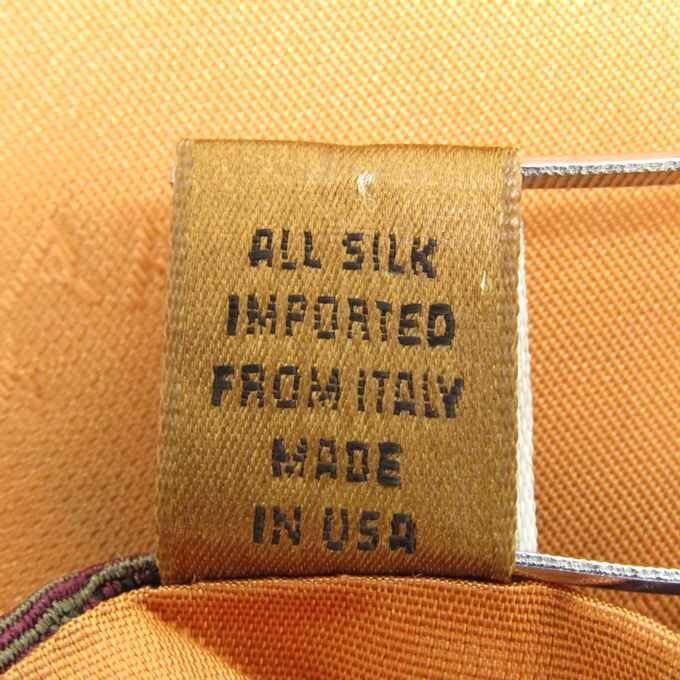 ALL SILK
IMPORTED
FROM ITALY
MADE
IN USA